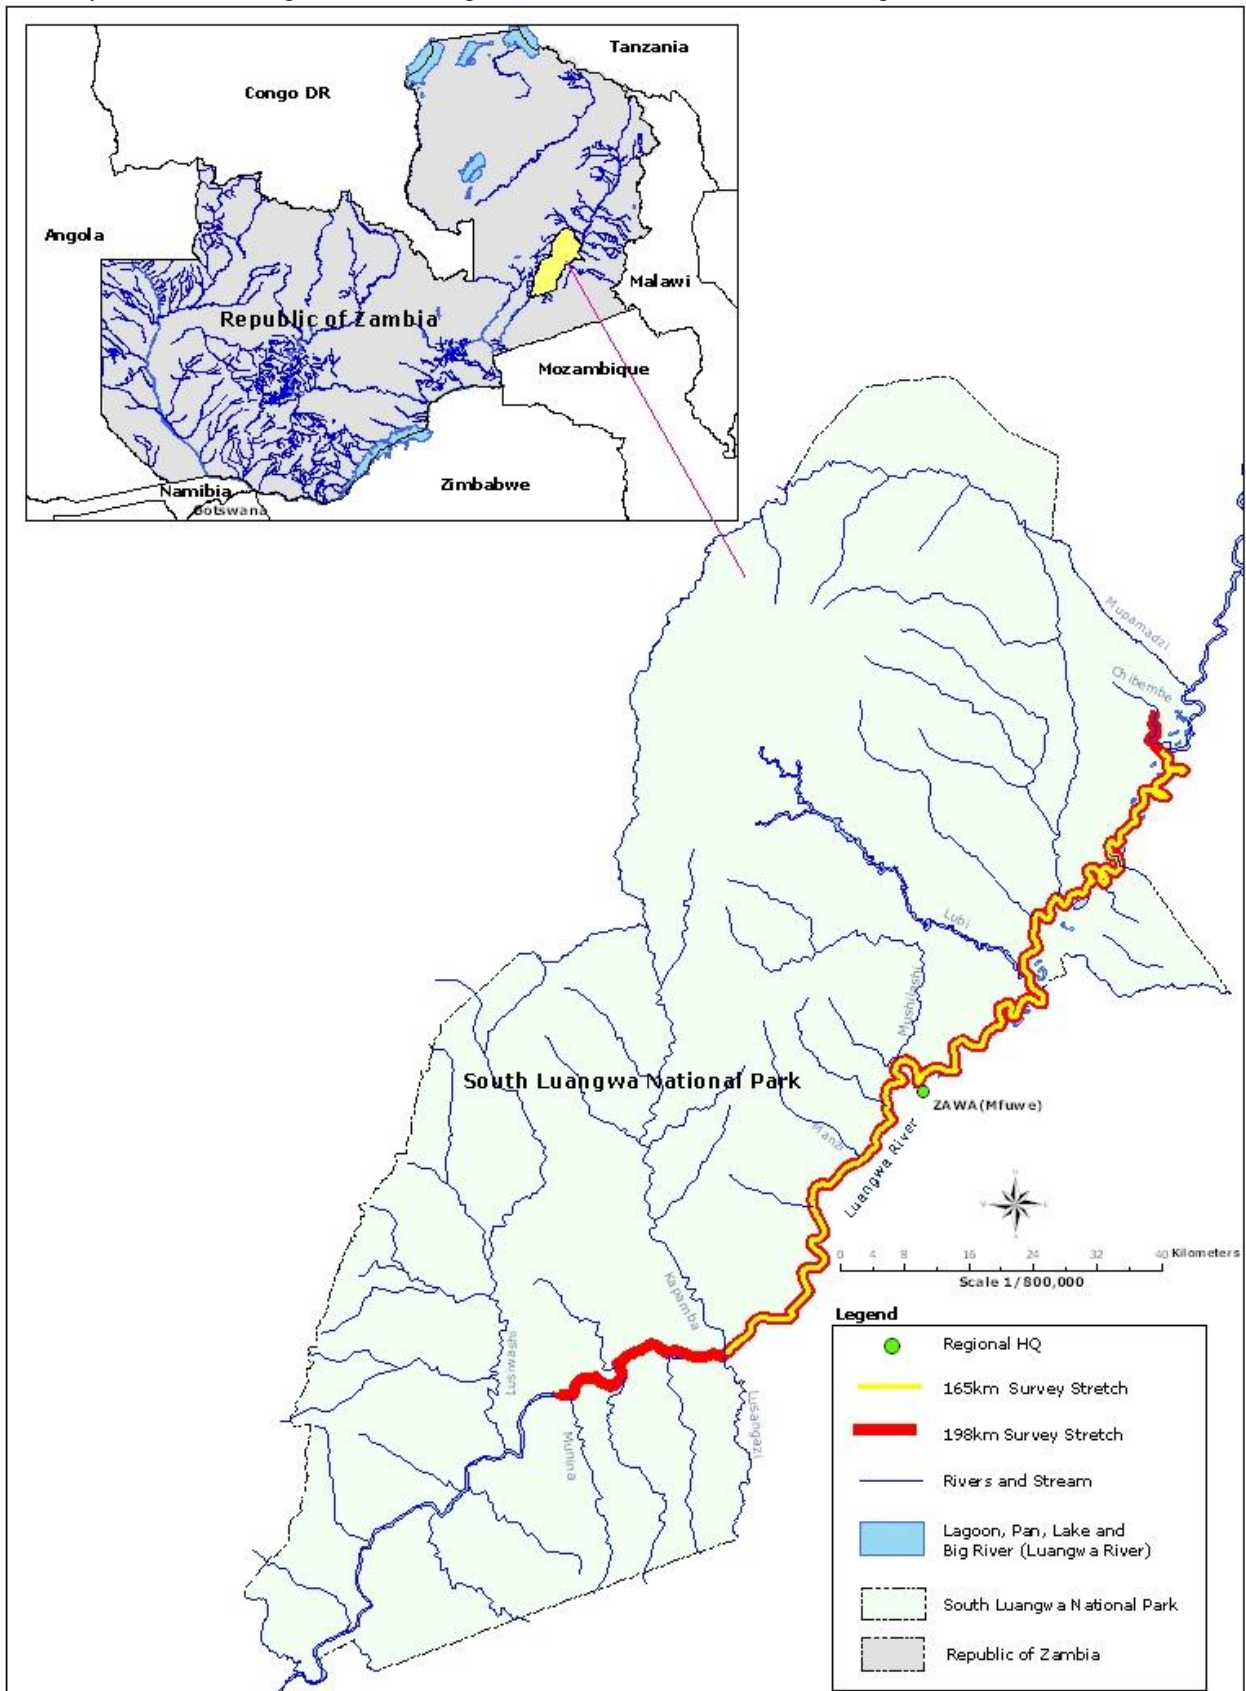 Tanzania
Congo DR
Angola
Malawi
Republic of Zambia
Mozambique
Zimbabwe
Namibia
Botswana
Mupamadzi
Chibembe
Lubi
Mushilashi
South Luangwa National Park
ZAWA(Mfuwe)
Manzi
Luangwa River
0 4 8 16 24 32 40 Kilometers
Scale 1/800,000
Kapamba
Lusiwashi
Lusangazi
Munina
Legend
Regional HQ
165km Survey Stretch
198km Survey Stretch
Rivers and Stream
Lagoon, Pan, Lake and
Big River (Luangwa River)
South Luangwa National Park
Republic of Zambia